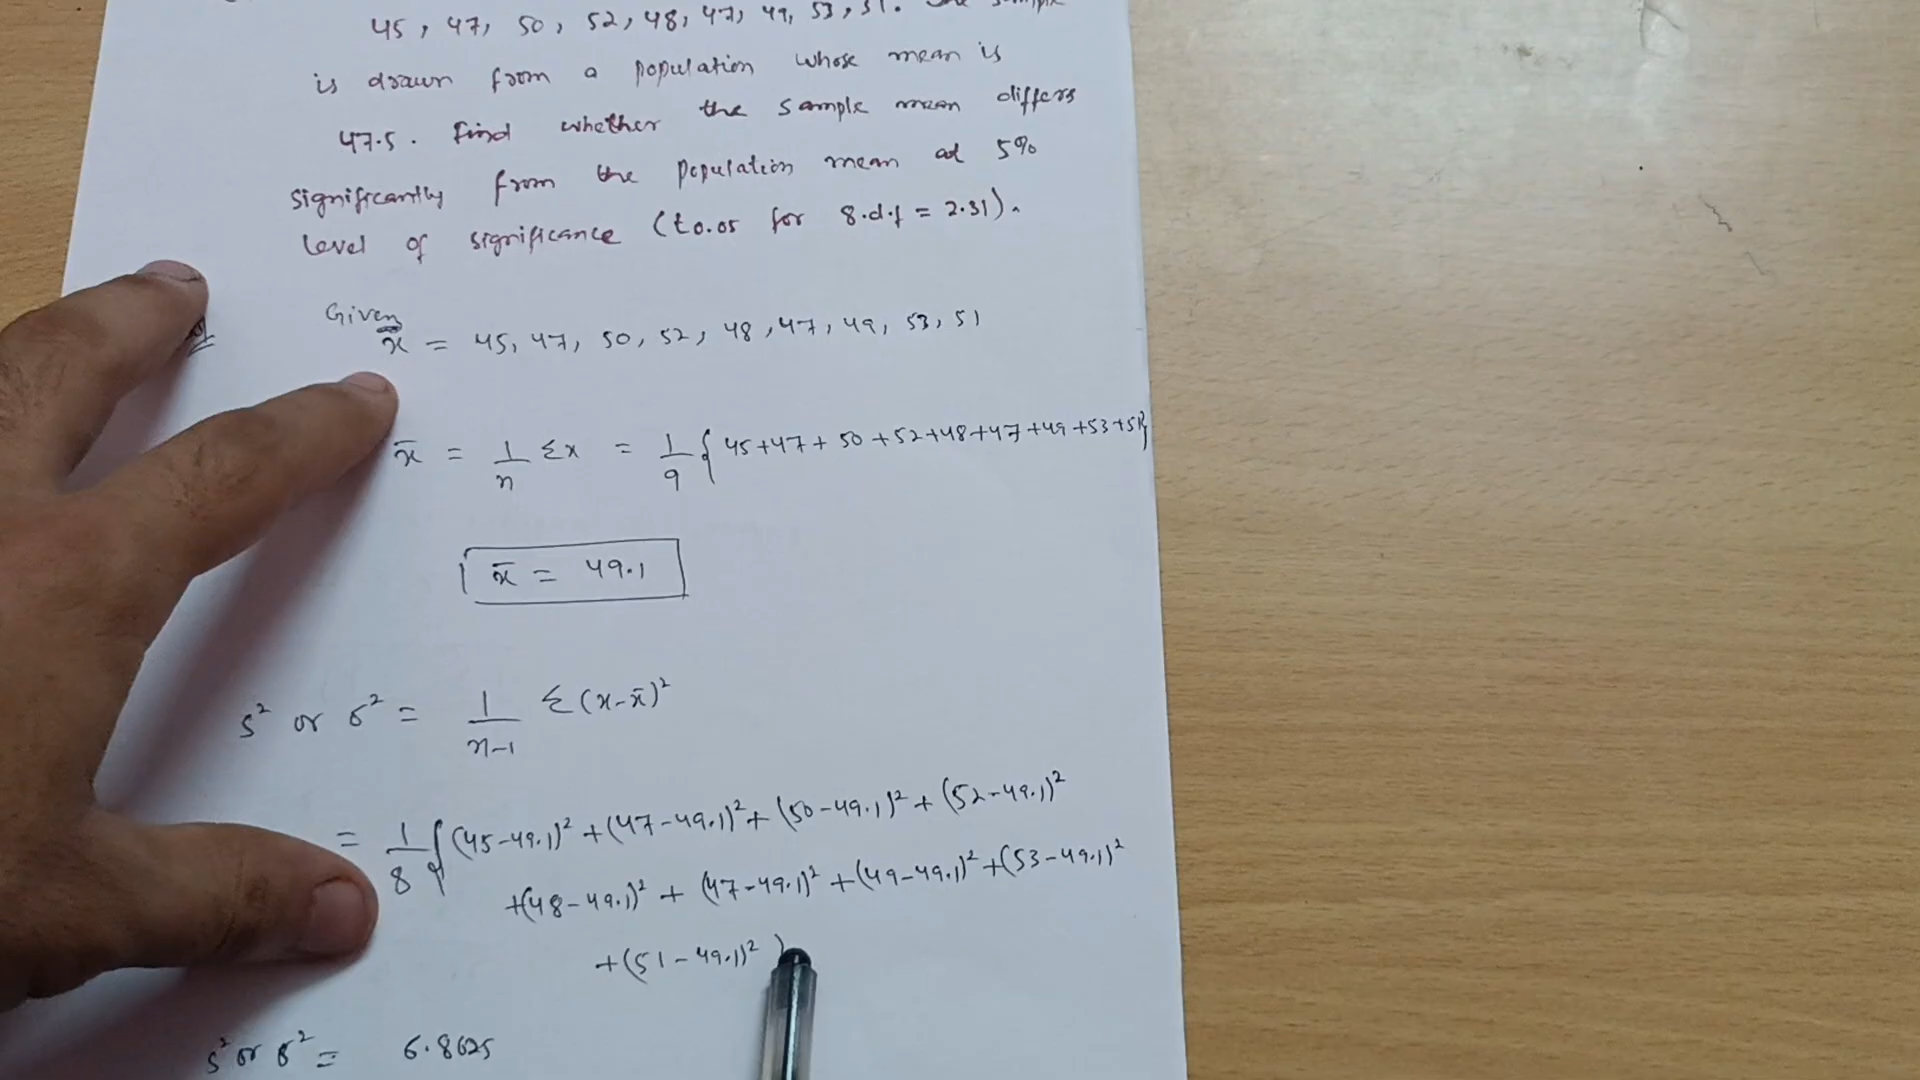 45, 47, 50, 52, 48, 47, 49, 53, 51. The sample
is drawn from a population whose mean is
47.5. Find whether the sample mean differs
significantly from the population mean at 5%
level of significance (t0.05 for 8.d.f = 2.31).
Given
x = 45, 47, 50, 52, 48, 47, 49, 53, 51
x̄ = 1/n Σx = 1/9 { 45+47+50+52+48+47+49+53+51}
x̄ = 49.1
s² or σ² = 1/n-1 Σ(x-x̄)²
= 1/8 {(45-49.1)² + (47-49.1)² + (50-49.1)² + (52-49.1)²
+(48-49.1)² + (47-49.1)² + (49-49.1)² + (53-49.1)²
+(51-49.1)² }
s² or σ² = 6.8625